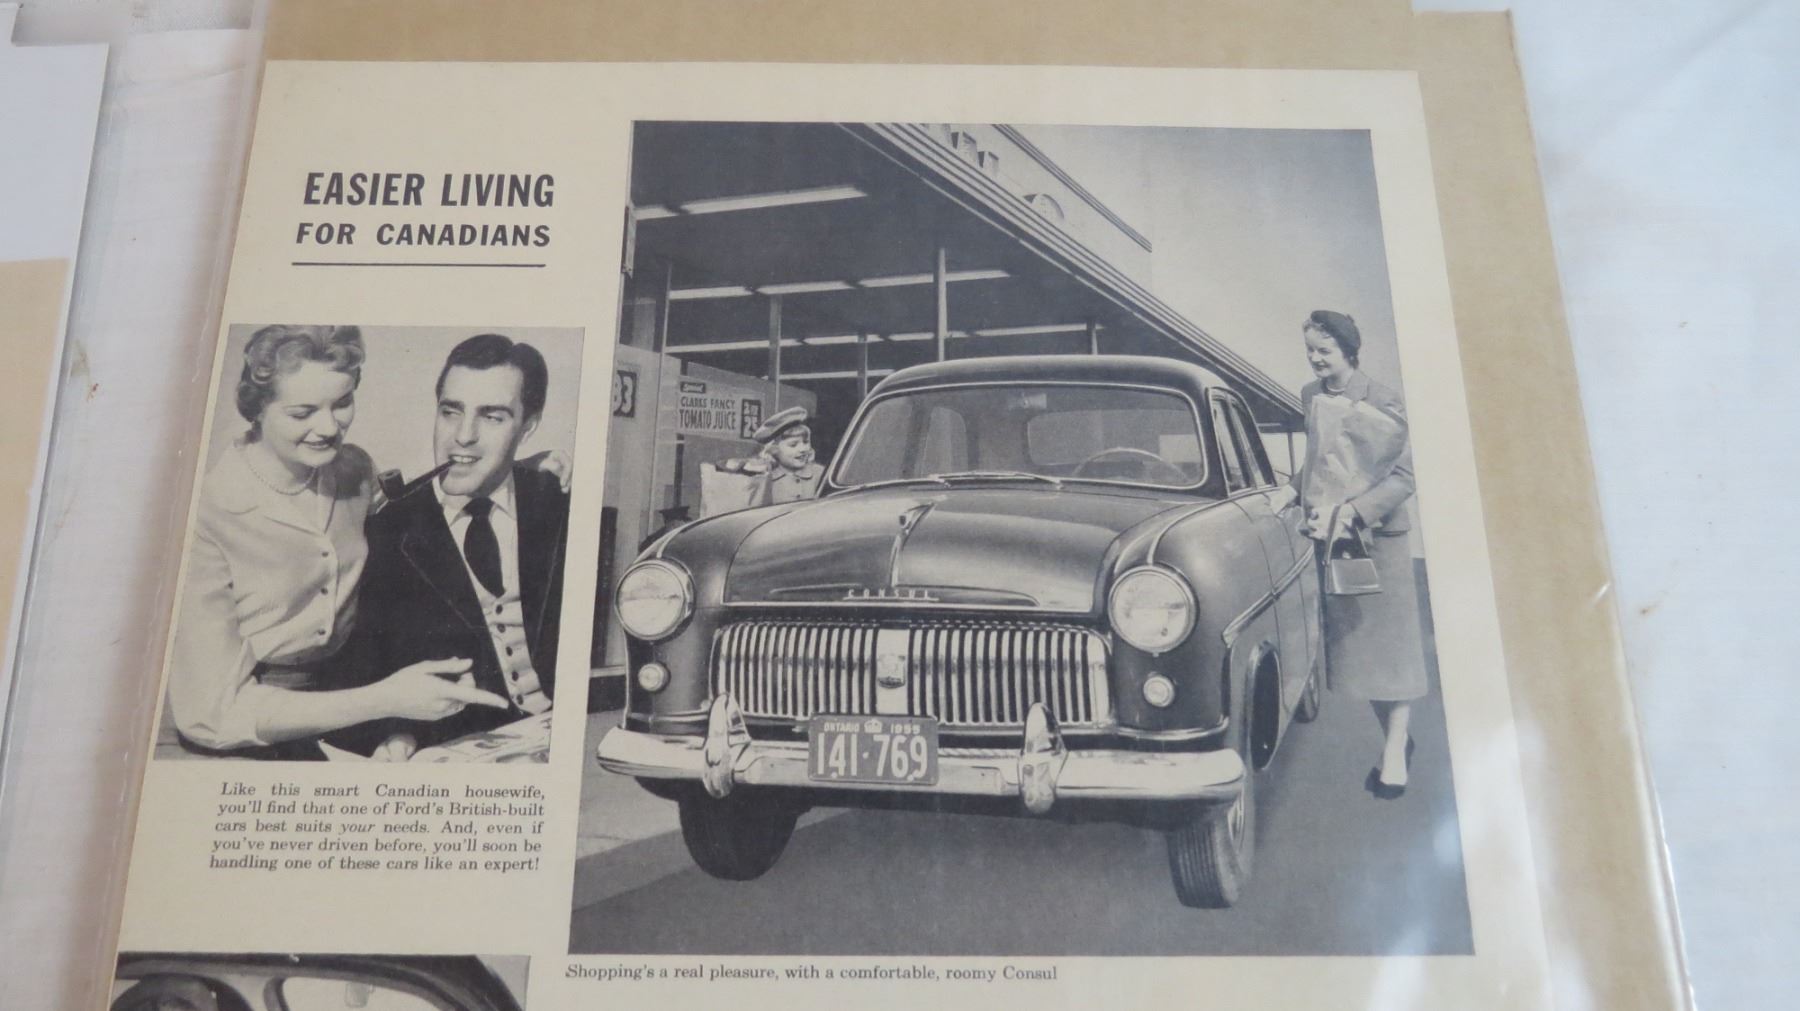 EASIER LIVING
FOR CANADIANS
Like this smart Canadian housewife,
you'll find that one of Ford's British-built
cars best suits your needs. And, even if
you've never driven before, you'll soon be
handling one of these cars like an expert!
83
Special
CLARKS FANCY
TOMATO JUICE
CONSUL
ONTARIO 1955
141·769
Shopping's a real pleasure, with a comfortable, roomy Consul